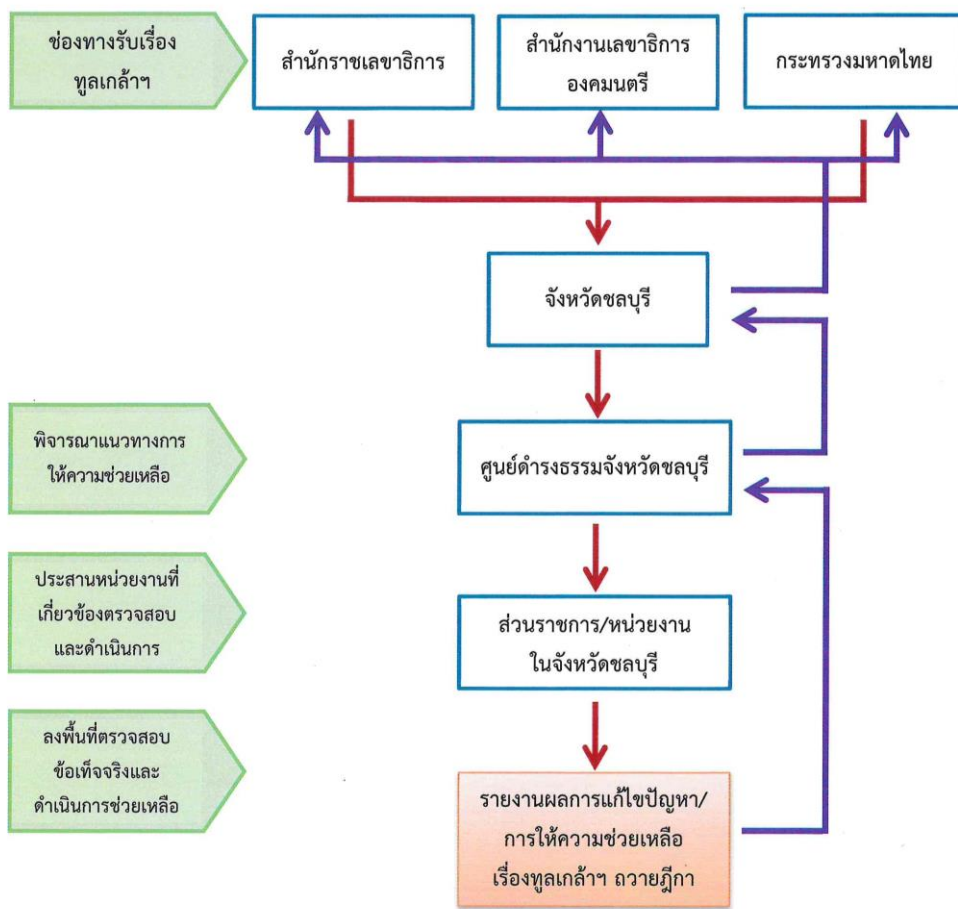 ช่องทางรับเรื่อง
ทูลเกล้าฯ
สำนักราชเลขาธิการ
สำนักงานเลขาธิการ
องคมนตรี
กระทรวงมหาดไทย
จังหวัดชลบุรี
พิจารณาแนวทางการ
ให้ความช่วยเหลือ
ศูนย์ดำรงธรรมจังหวัดชลบุรี
ประสานหน่วยงานที่
เกี่ยวข้องตรวจสอบ
และดำเนินการ
ส่วนราชการ/หน่วยงาน
ในจังหวัดชลบุรี
ลงพื้นที่ตรวจสอบ
ข้อเท็จจริงและ
ดำเนินการช่วยเหลือ
รายงานผลการแก้ไขปัญหา/
การให้ความช่วยเหลือ
เรื่องทูลเกล้าฯ ถวายฎีกา